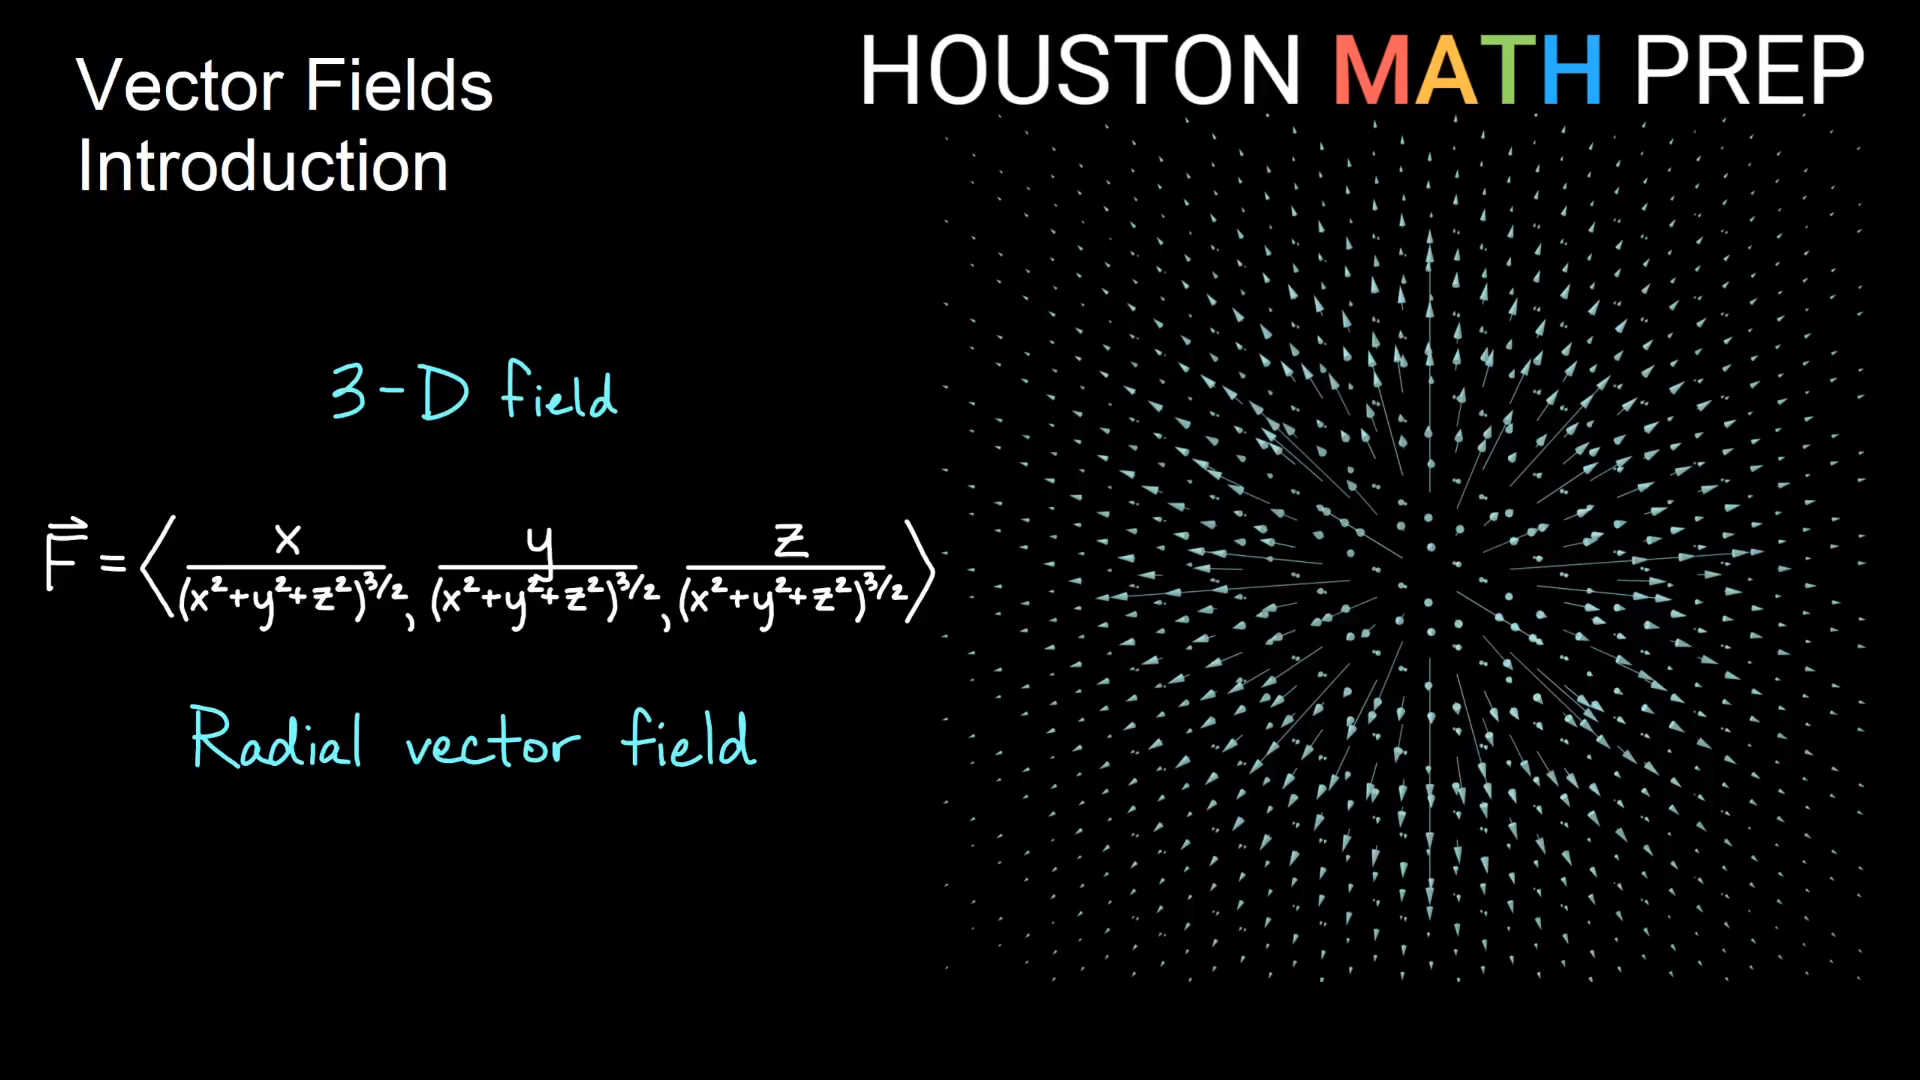 Vector Fields
Introduction
HOUSTON MATH PREP
3-D field
F⃗ = ⟨ x/(x²+y²+z²)^3/2, y/(x²+y²+z²)^3/2, z/(x²+y²+z²)^3/2 ⟩
Radial vector field